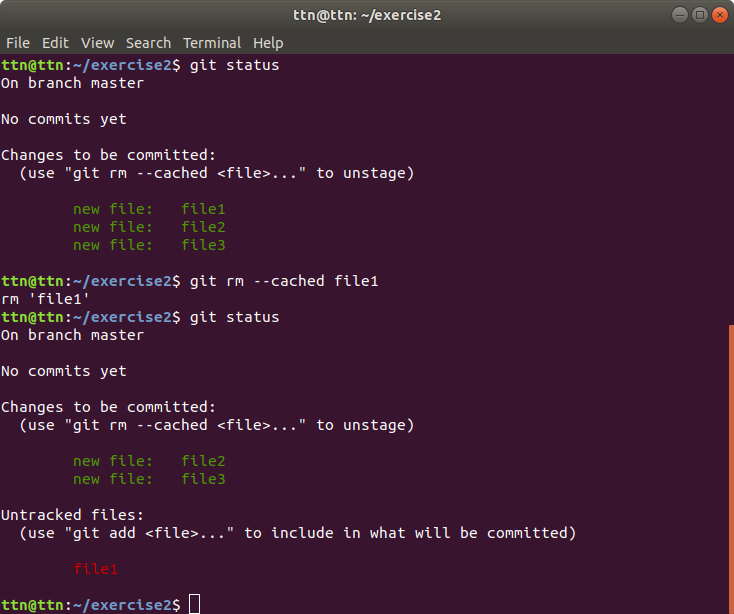 ttn@ttn: ~/exercise2
File Edit View Search Terminal Help
ttn@ttn:~/exercise2$ git status
On branch master
No commits yet
Changes to be committed:
(use "git rm --cached <file>..." to unstage)
new file: file1
new file: file2
new file: file3
ttn@ttn:~/exercise2$ git rm --cached file1
rm 'file1'
ttn@ttn:~/exercise2$ git status
On branch master
No commits yet
Changes to be committed:
(use "git rm --cached <file>..." to unstage)
new file: file2
new file: file3
Untracked files:
(use "git add <file>..." to include in what will be committed)
file1
ttn@ttn:~/exercise2$